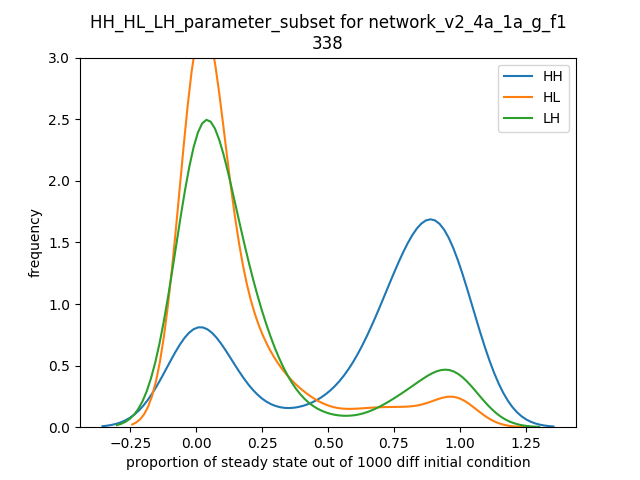 HH_HL_LH_parameter_subset for network_v2_4a_1a_g_f1
338
3.0
2.5
2.0
1.5
1.0
0.5
0.0
frequency
HH
HL
LH
−0.25 0.00 0.25 0.50 0.75 1.00 1.25
proportion of steady state out of 1000 diff initial condition